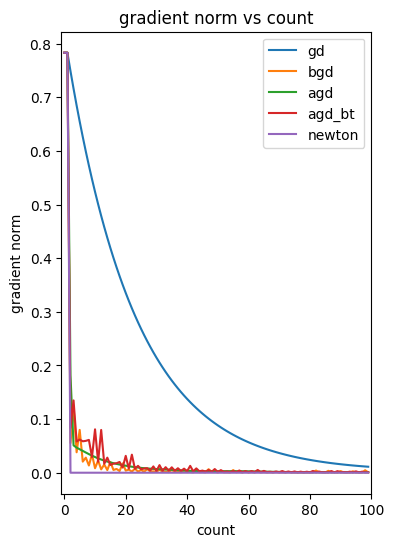 gradient norm vs count
gd
bgd
agd
agd_bt
newton
0.8
0.7
0.6
0.5
0.4
0.3
0.2
0.1
0.0
gradient norm
0 20 40 60 80 100
count